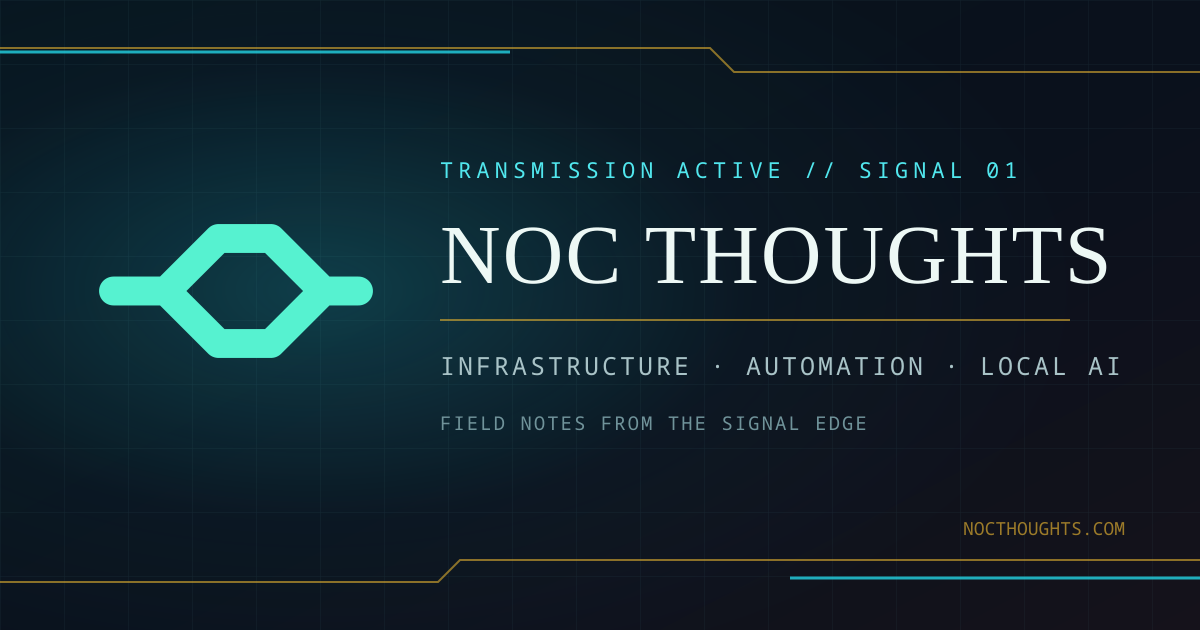 TRANSMISSION ACTIVE // SIGNAL 01
NOC THOUGHTS
INFRASTRUCTURE · AUTOMATION · LOCAL AI
FIELD NOTES FROM THE SIGNAL EDGE
NOCTHOUGHTS.COM